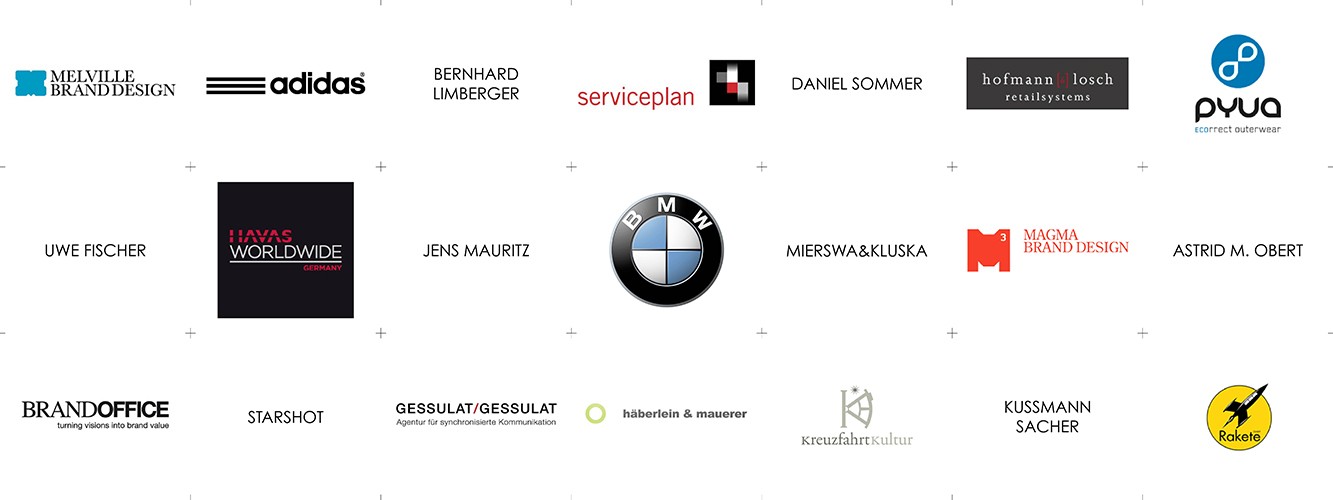 MELVILLE
BRAND DESIGN
adidas®
BERNHARD
LIMBERGER
serviceplan
DANIEL SOMMER
hofmann losch
retailsystems
PYUA
ECOrrect outerwear
UWE FISCHER
HAVAS
WORLDWIDE
GERMANY
JENS MAURITZ
BMW
MIERSWA&KLUSKA
3
MAGMA
BRAND DESIGN
ASTRID M. OBERT
BRANDOFFICE
turning visions into brand value
STARSHOT
GESSULAT/GESSULAT
Agentur für synchronisierte Kommunikation
häberlein & mauerer
KreuzfahrtKultur
KUSSMANN
SACHER
Rakete